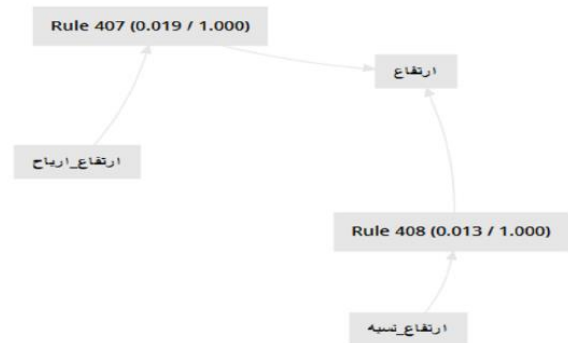 Rule 407 (0.019 / 1.000)
ارتفاع
ارتفاع_ارباح
Rule 408 (0.013 / 1.000)
ارتفاع_نسبه